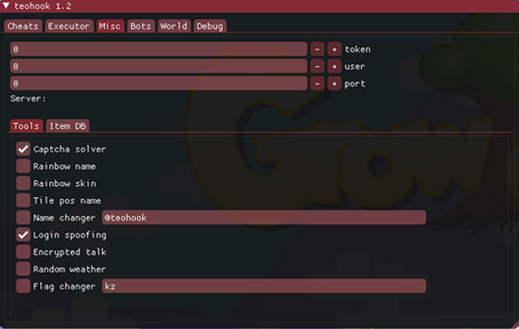 teohook 1.2
Cheats Executor Misc Bots World Debug
0 - + token
0 - + user
0 - + port
Server:
Tools Item DB
Captcha solver
Rainbow name
Rainbow skin
Tile pos name
Name changer @teohook
Login spoofing
Encrypted talk
Random weather
Flag changer kz
GROW